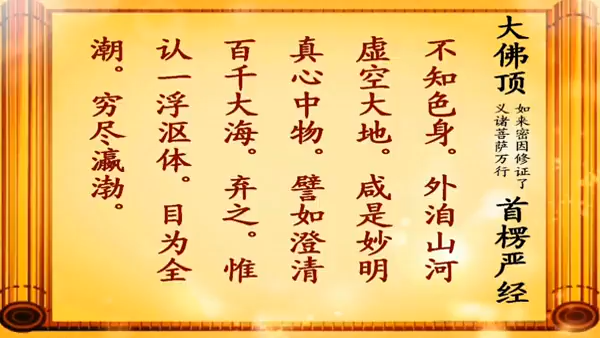 大佛顶
如来密因修证了
义诸菩萨万行
首楞严经
不知色身。外洎山河
虚空大地。咸是妙明
真心中物。譬如澄清
百千大海。弃之。惟
认一浮沤体。目为全
潮。穷尽瀛渤。